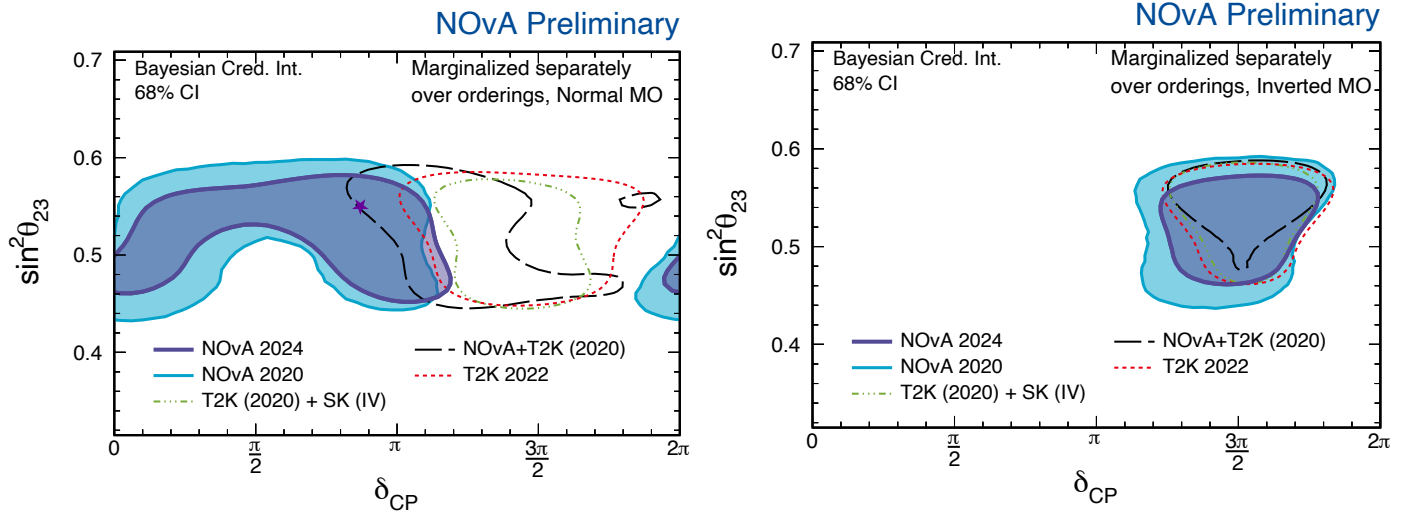 NOvA Preliminary
Bayesian Cred. Int.
68% CI
Marginalized separately
over orderings, Normal MO
0.7
0.6
0.5
0.4
sin²θ₂₃
NOvA 2024
NOvA 2020
T2K (2020) + SK (IV)
NOvA+T2K (2020)
T2K 2022
0
π/2
π
3π/2
2π
δCP
NOvA Preliminary
Bayesian Cred. Int.
68% CI
Marginalized separately
over orderings, Inverted MO
0.7
0.6
0.5
0.4
sin²θ₂₃
NOvA 2024
NOvA 2020
T2K (2020) + SK (IV)
NOvA+T2K (2020)
T2K 2022
0
π/2
π
3π/2
2π
δCP